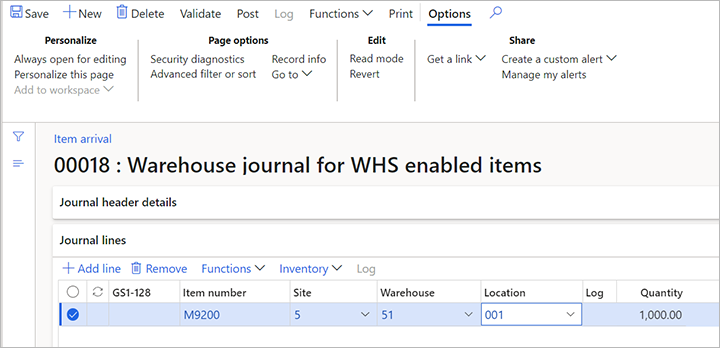 Save New Delete Validate Post Log Functions Print Options
Personalize Page options Edit Share
Always open for editing Security diagnostics Record info Read mode Get a link Create a custom alert
Personalize this page Advanced filter or sort Go to Revert Manage my alerts
Add to workspace
Item arrival
00018 : Warehouse journal for WHS enabled items
Journal header details
Journal lines
Add line Remove Functions Inventory Log
GS1-128 Item number Site Warehouse Location Log Quantity
M9200 5 51 001 1,000.00